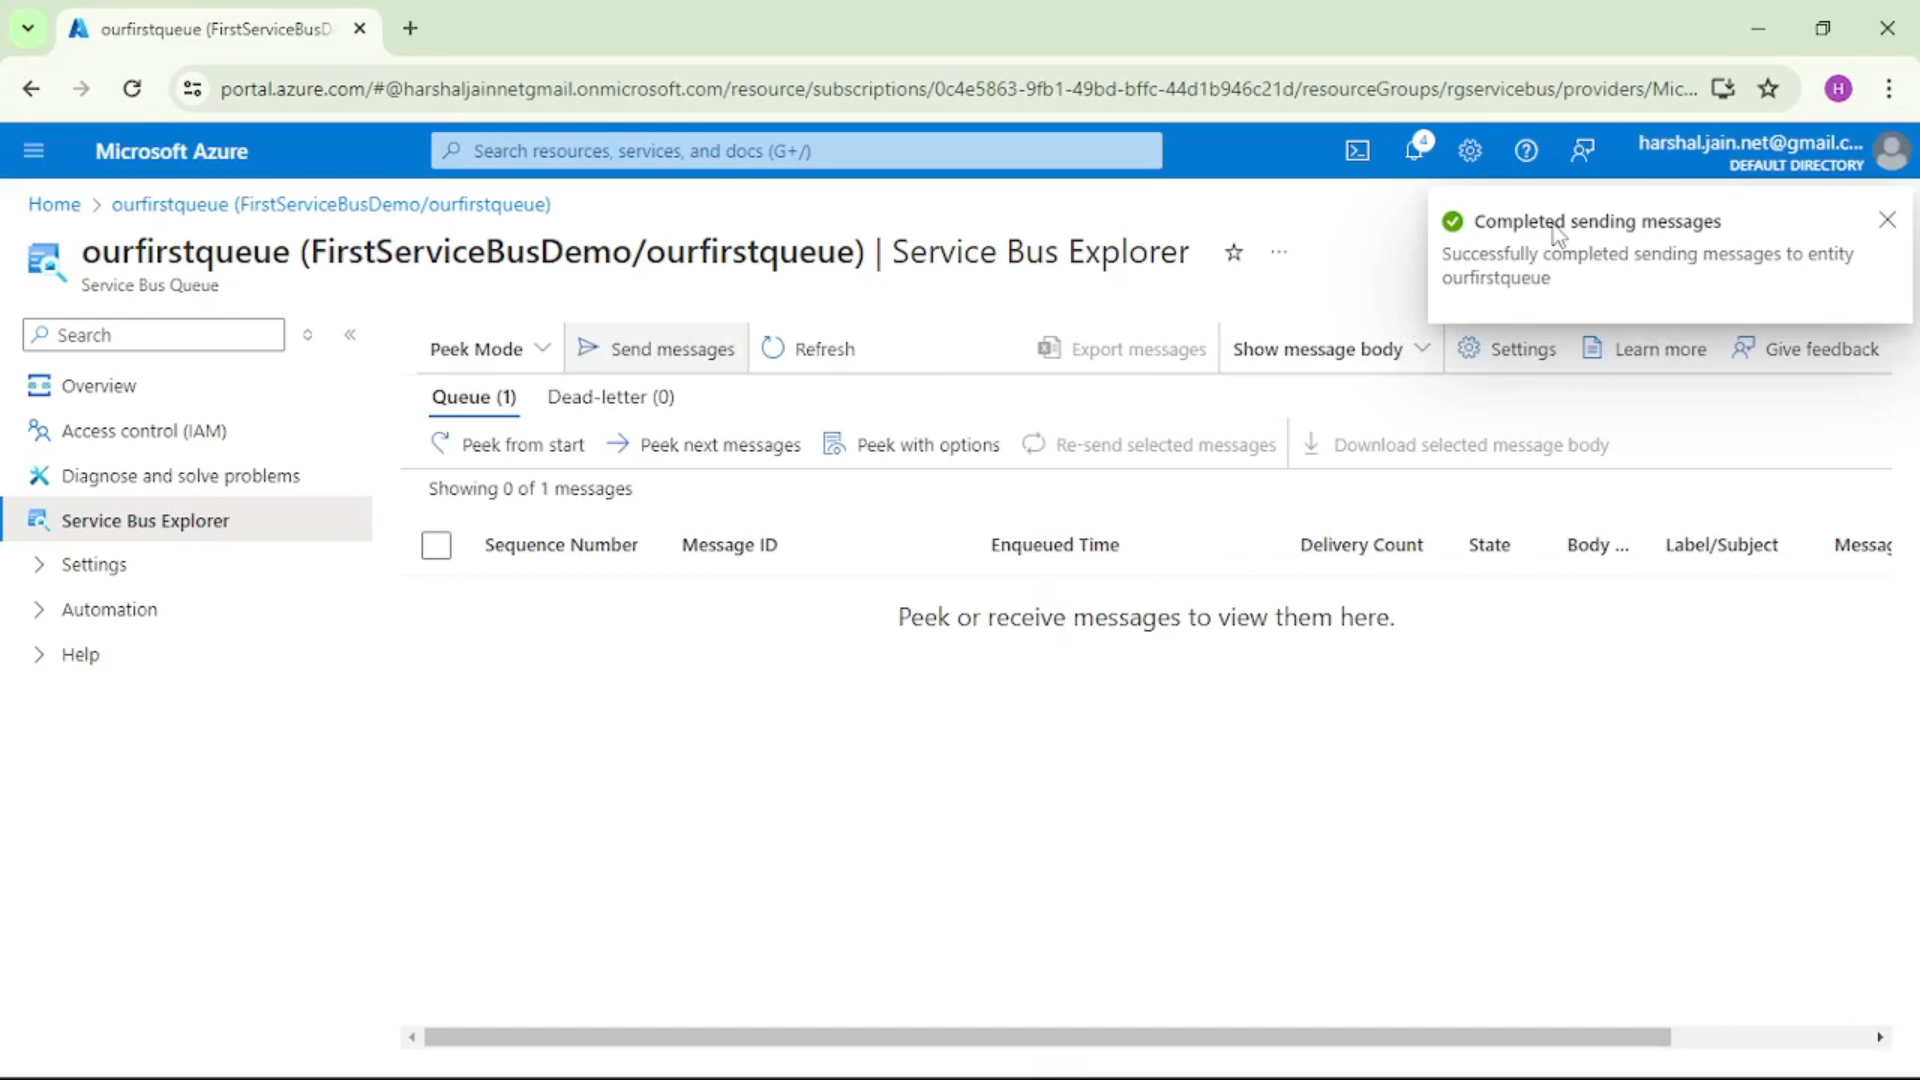 ourfirstqueue (FirstServiceBusD
portal.azure.com/#@harshaljainnetgmail.onmicrosoft.com/resource/subscriptions/0c4e5863-9fb1-49bd-bffc-44d1b946c21d/resourceGroups/rgservicebus/providers/Mic...
H
Microsoft Azure
Search resources, services, and docs (G+/)
4
harshal.jain.net@gmail.c...
DEFAULT DIRECTORY
Home > ourfirstqueue (FirstServiceBusDemo/ourfirstqueue)
ourfirstqueue (FirstServiceBusDemo/ourfirstqueue) | Service Bus Explorer
Service Bus Queue
Completed sending messages
Successfully completed sending messages to entity
ourfirstqueue
Search
Overview
Access control (IAM)
Diagnose and solve problems
Service Bus Explorer
Settings
Automation
Help
Peek Mode
Send messages
Refresh
Export messages
Show message body
Settings
Learn more
Give feedback
Queue (1)
Dead-letter (0)
Peek from start
Peek next messages
Peek with options
Re-send selected messages
Download selected message body
Showing 0 of 1 messages
Sequence Number
Message ID
Enqueued Time
Delivery Count
State
Body ...
Label/Subject
Messag
Peek or receive messages to view them here.